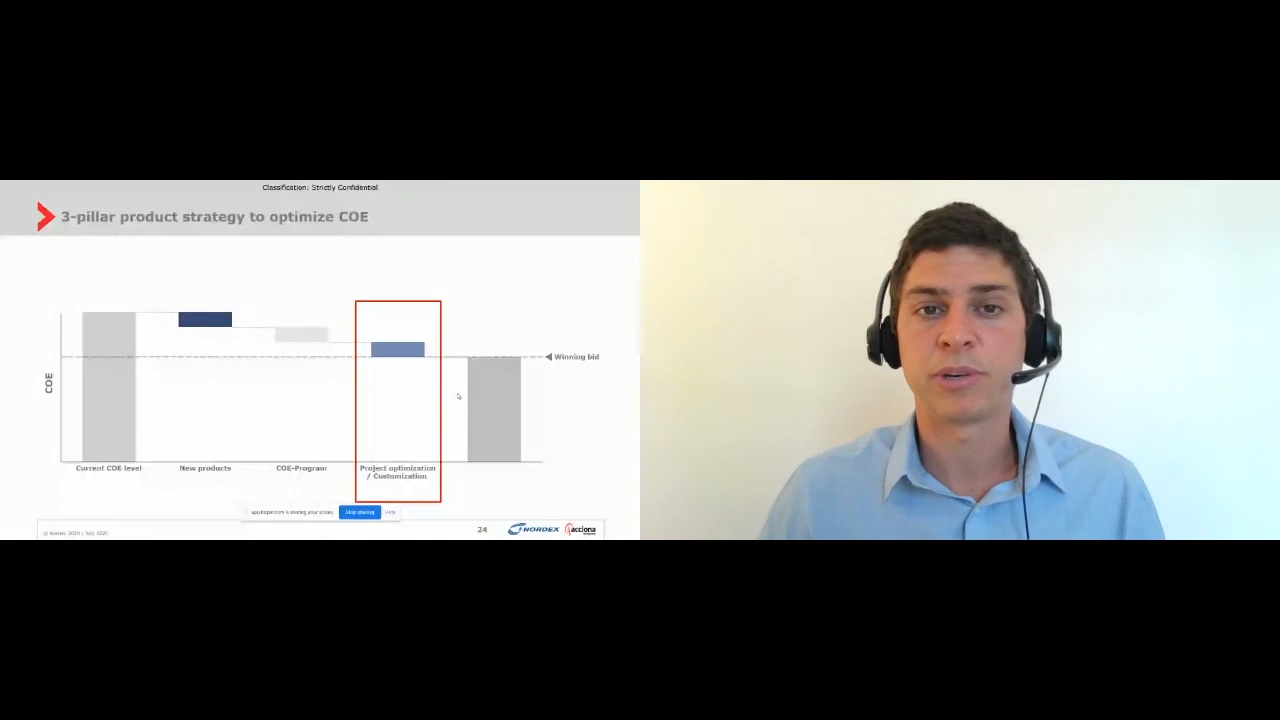 Classification: Strictly Confidential
3-pillar product strategy to optimize COE
Winning bid
COE
Current COE level
New products
COE-Program
Project optimization
/ Customization
Stop sharing
Hide
24
NORDEX
acciona